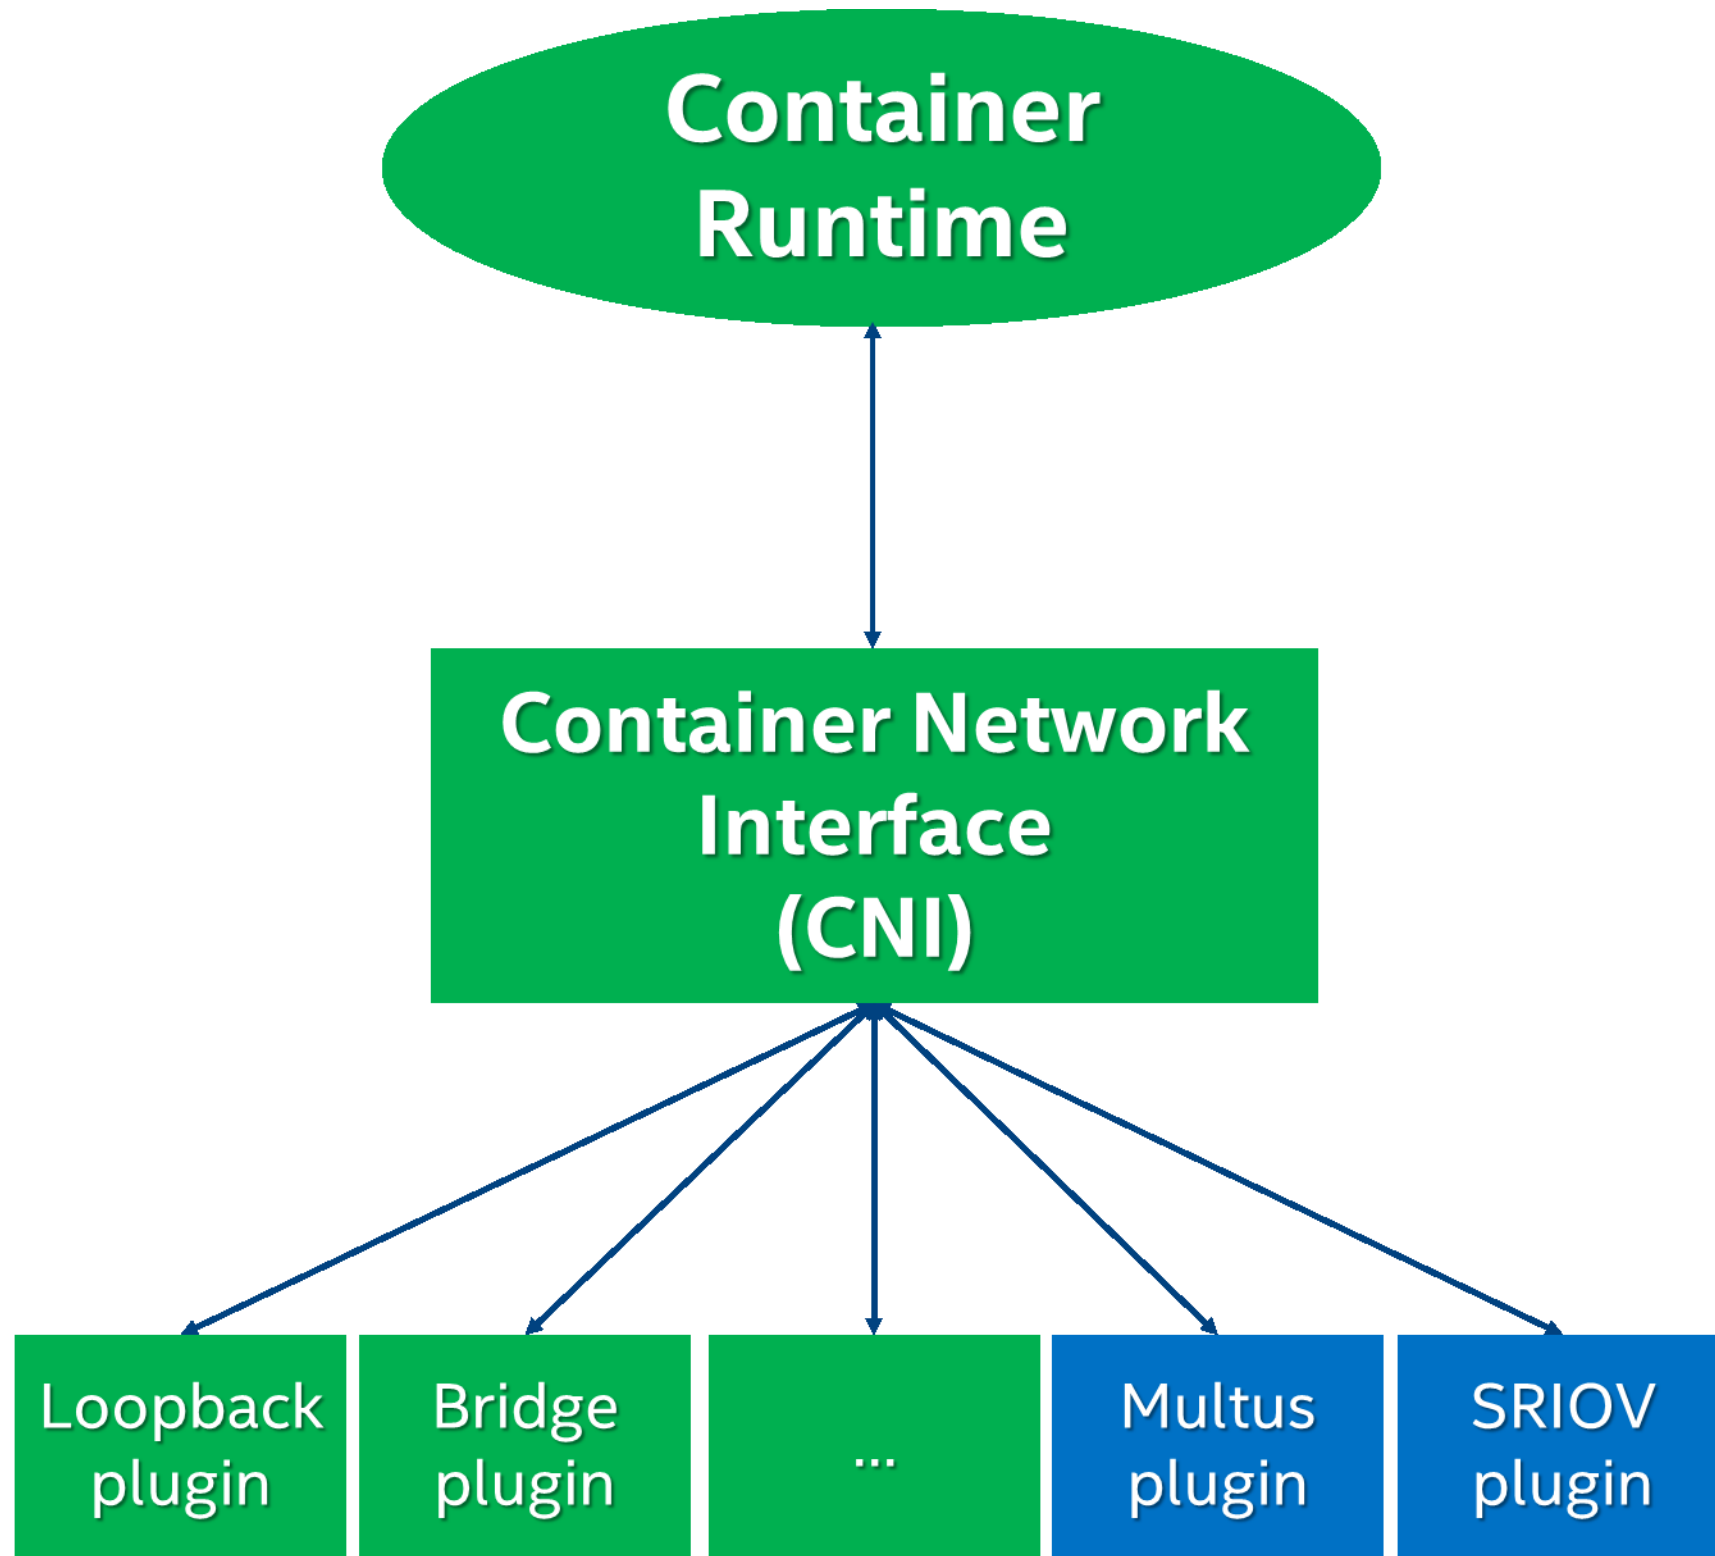 Container
Runtime
Container Network
Interface
(CNI)
Loopback
plugin
Bridge
plugin
...
Multus
plugin
SRIOV
plugin